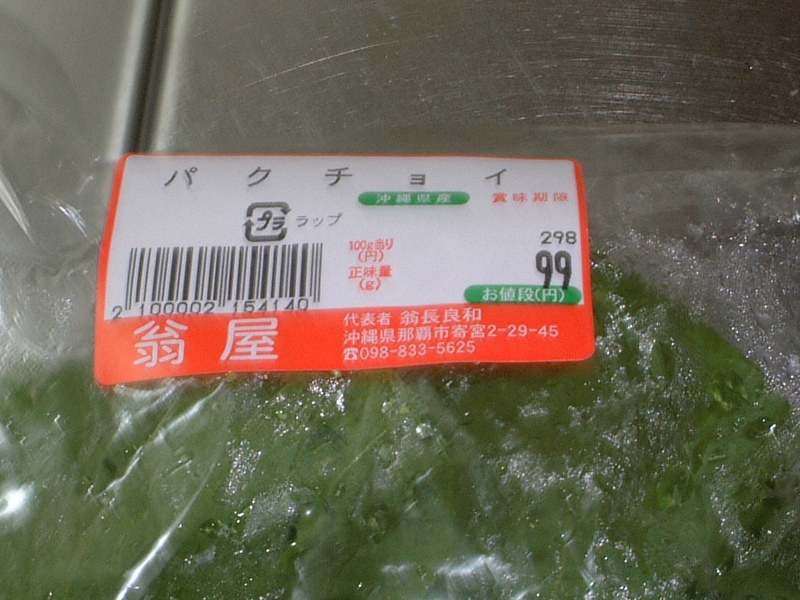 パクチョイ
沖縄県産 賞味期限
プラ ラップ
100g当り
(円)
正味量
(g)
298
99
お値段(円)
2 100002 154140
翁屋
代表者 翁長良和
沖縄県那覇市寄宮2-29-45
☎098-833-5625